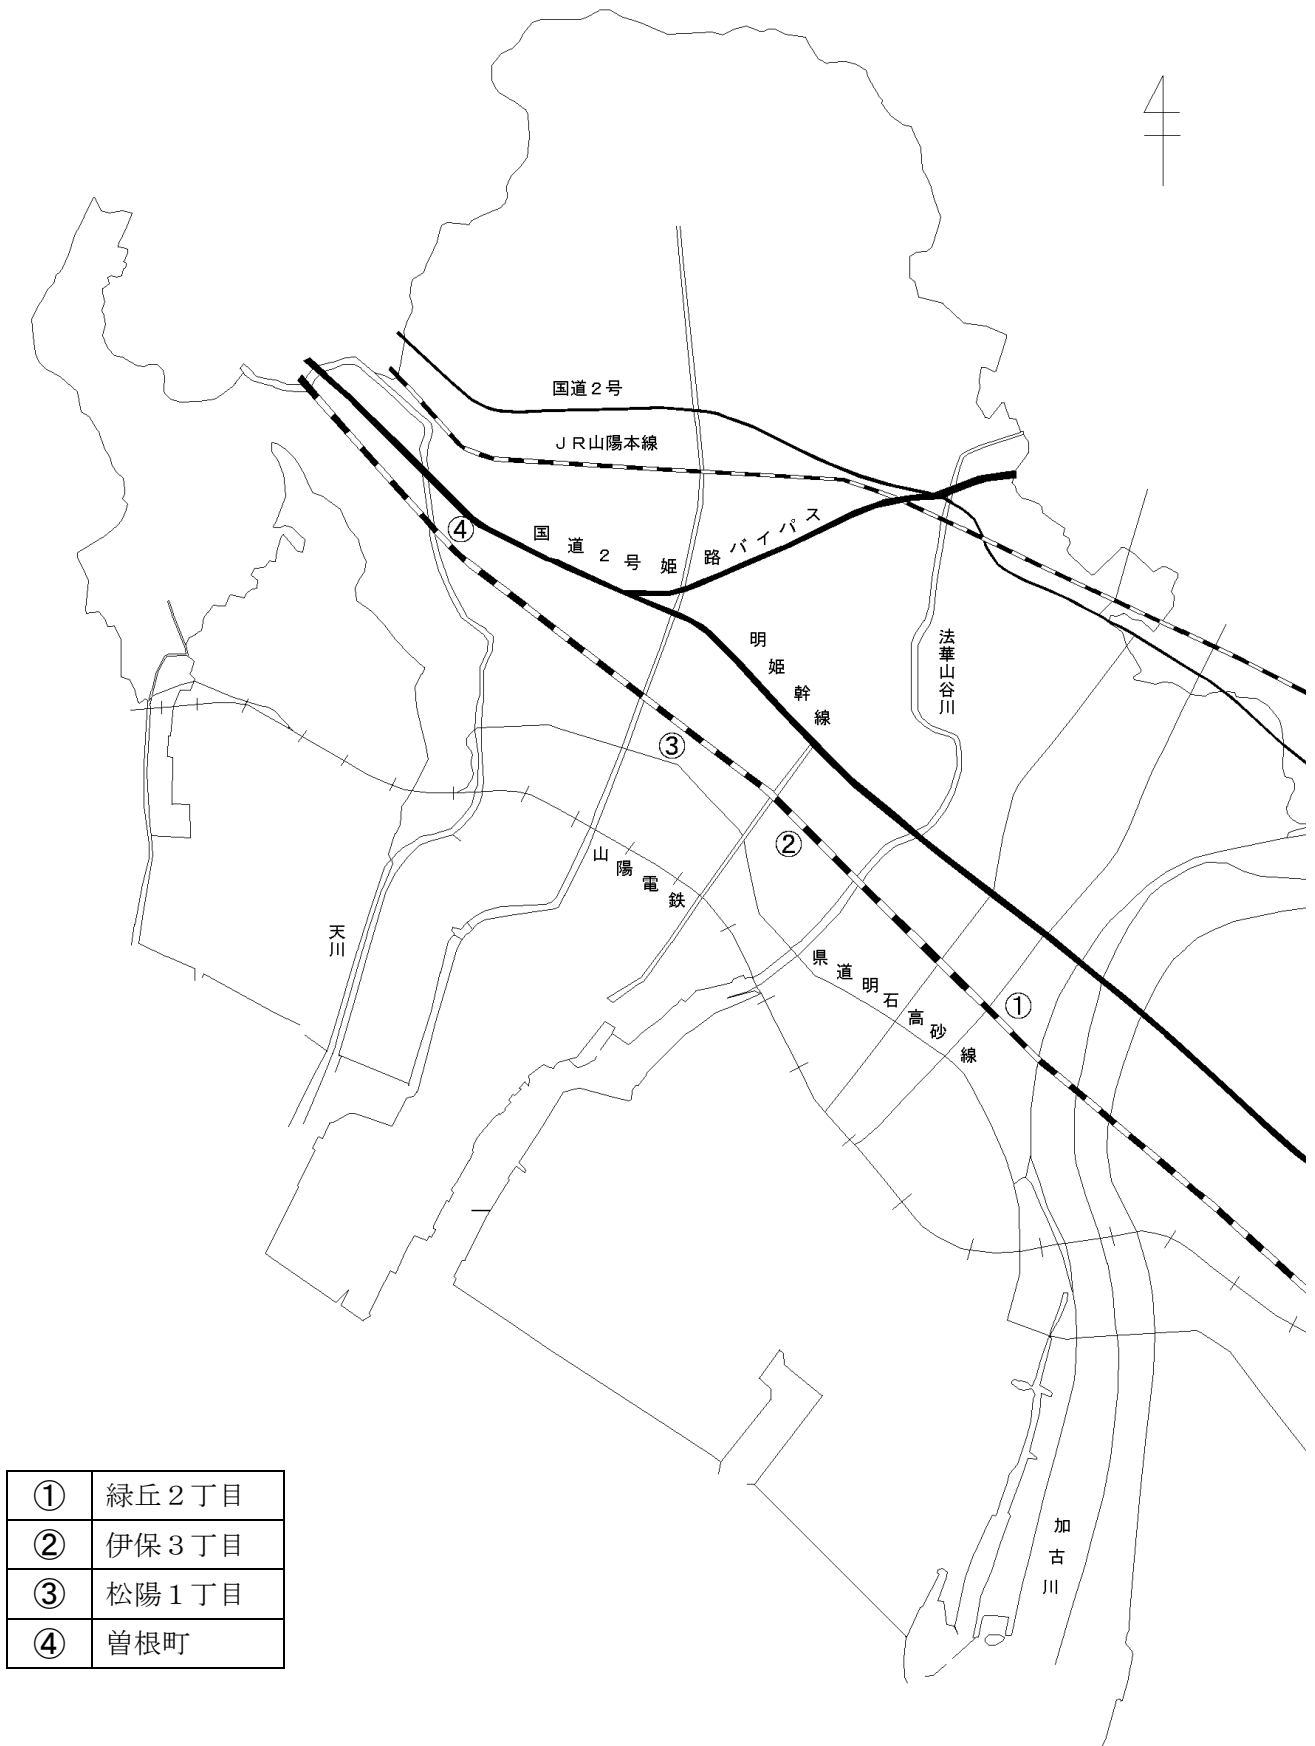 国道２号
ＪＲ山陽本線
④
国道２号姫路バイパス
明姫幹線
法華山谷川
③
②
山陽電鉄
天川
県道明石高砂線
①
加古川
① 緑丘２丁目
② 伊保３丁目
③ 松陽１丁目
④ 曽根町